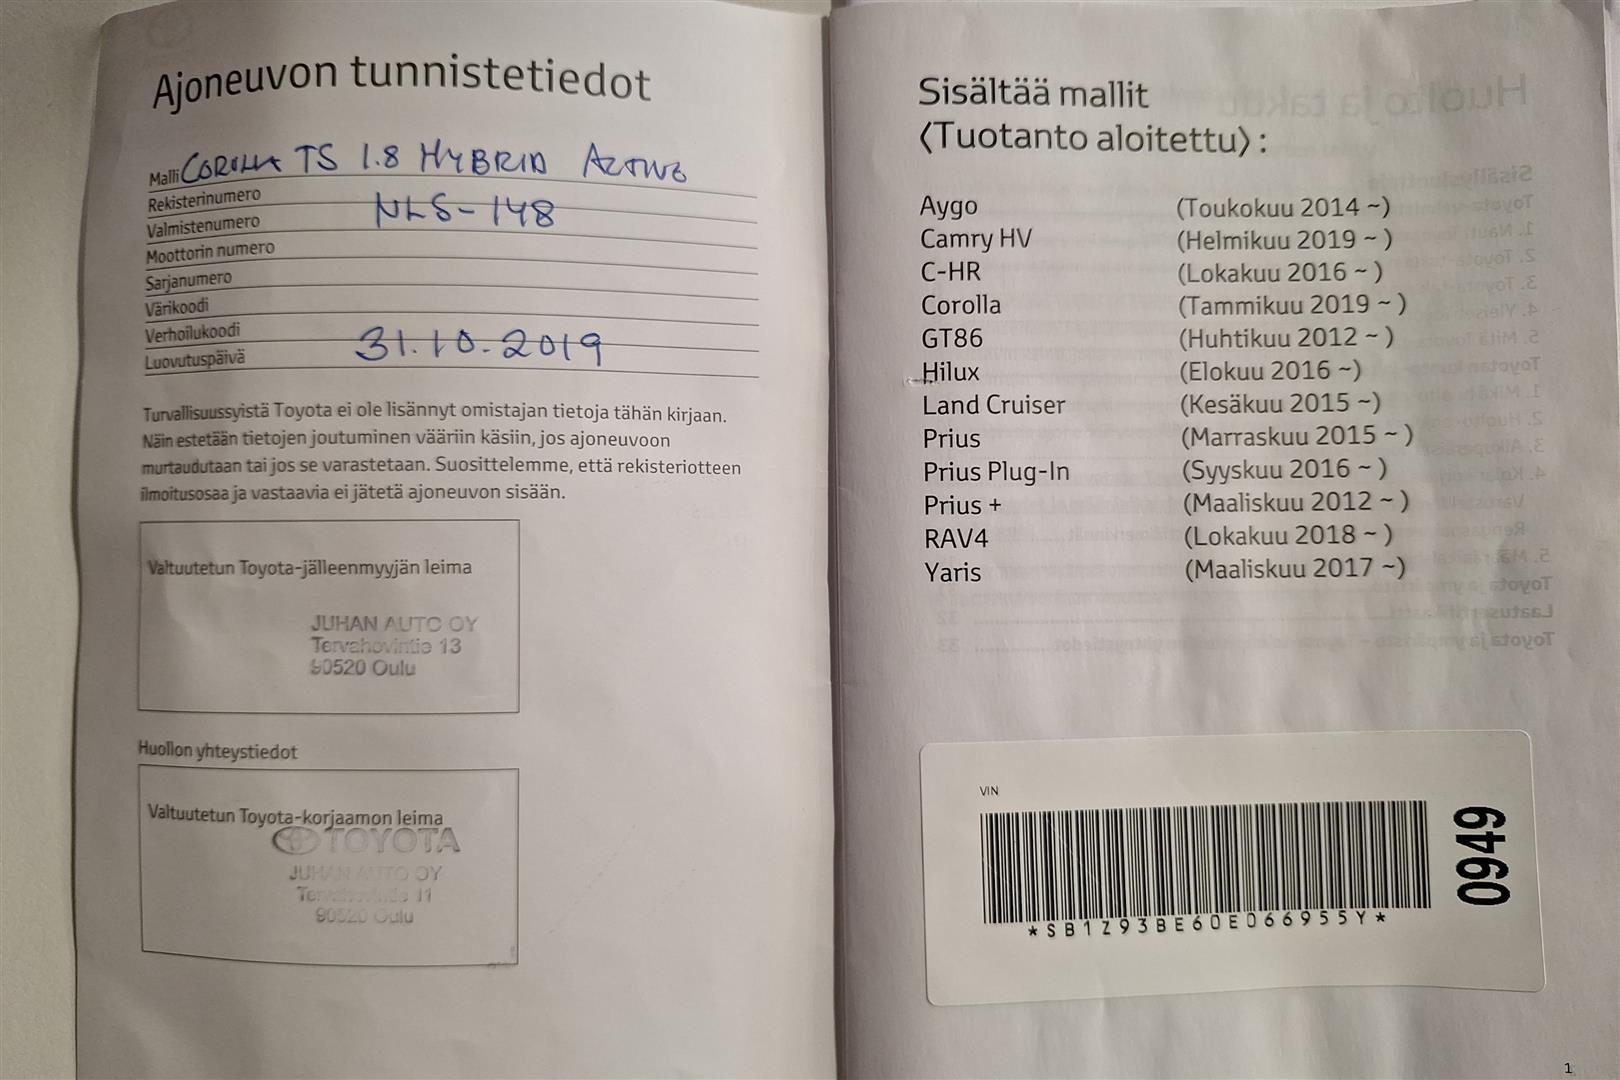 Ajoneuvon tunnistetiedot
Malli COROLLA TS 1.8 HYBRID ACTIVE
Rekisterinumero NLS-148
Valmistenumero
Moottorin numero
Sarjanumero
Värikoodi
Verhoilukoodi
Luovutuspäivä 31.10.2019
Turvallisuussyistä Toyota ei ole lisännyt omistajan tietoja tähän kirjaan.
Näin estetään tietojen joutuminen vääriin käsiin, jos ajoneuvoon
murtaudutaan tai jos se varastetaan. Suosittelemme, että rekisteriotteen
ilmoitusosaa ja vastaavia ei jätetä ajoneuvon sisään.
Valtuutetun Toyota-jälleenmyyjän leima
JUHAN AUTO OY
Tervahovintie 13
90520 Oulu
Huollon yhteystiedot
Valtuutetun Toyota-korjaamon leima
TOYOTA
JUHAN AUTO OY
Tervahovintie 11
90520 Oulu
Sisältää mallit
⟨Tuotanto aloitettu⟩ :
Aygo (Toukokuu 2014 ~)
Camry HV (Helmikuu 2019 ~ )
C-HR (Lokakuu 2016 ~ )
Corolla (Tammikuu 2019 ~ )
GT86 (Huhtikuu 2012 ~ )
Hilux (Elokuu 2016 ~)
Land Cruiser (Kesäkuu 2015 ~)
Prius (Marraskuu 2015 ~ )
Prius Plug-In (Syyskuu 2016 ~ )
Prius + (Maaliskuu 2012 ~ )
RAV4 (Lokakuu 2018 ~ )
Yaris (Maaliskuu 2017 ~)
VIN
*SB1Z93BE60E066955Y*
0949
1